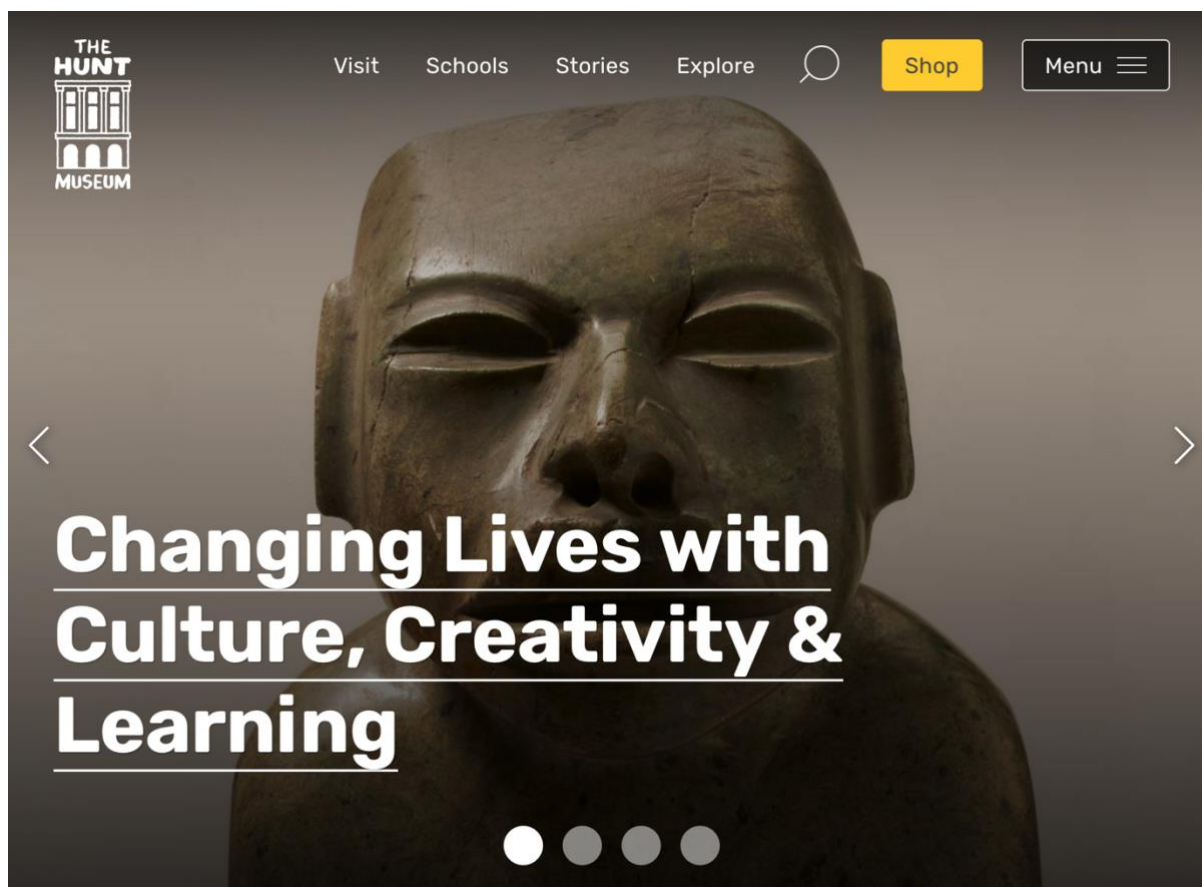 THE
HUNT
MUSEUM
Visit Schools Stories Explore Shop Menu
Changing Lives with
Culture, Creativity &
Learning